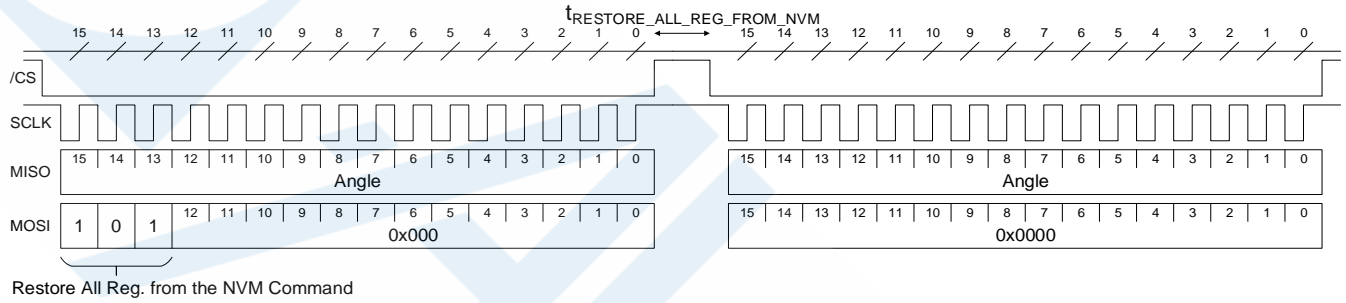 tRESTORE_ALL_REG_FROM_NVM
15 14 13 12 11 10 9 8 7 6 5 4 3 2 1 0 15 14 13 12 11 10 9 8 7 6 5 4 3 2 1 0
/CS
SCLK
MISO 15 14 13 12 11 10 9 8 7 6 5 4 3 2 1 0 15 14 13 12 11 10 9 8 7 6 5 4 3 2 1 0
Angle Angle
MOSI 1 0 1 12 11 10 9 8 7 6 5 4 3 2 1 0 15 14 13 12 11 10 9 8 7 6 5 4 3 2 1 0
0x000 0x0000
Restore All Reg. from the NVM Command